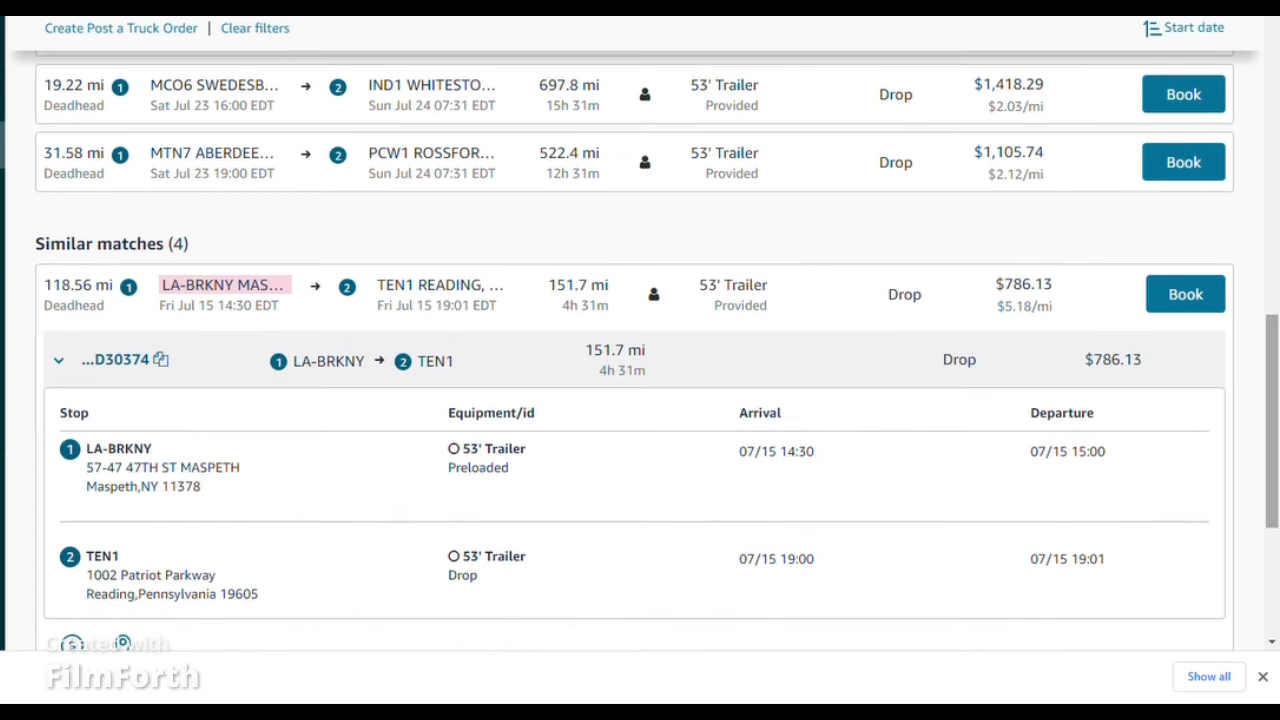 Create Post a Truck Order | Clear filters Start date
19.22 mi 1 MCO6 SWEDESB... → 2 IND1 WHITESTO... 697.8 mi 53' Trailer Drop $1,418.29 Book
Deadhead Sat Jul 23 16:00 EDT Sun Jul 24 07:31 EDT 15h 31m Provided $2.03/mi
31.58 mi 1 MTN7 ABERDEE... → 2 PCW1 ROSSFOR... 522.4 mi 53' Trailer Drop $1,105.74 Book
Deadhead Sat Jul 23 19:00 EDT Sun Jul 24 07:31 EDT 12h 31m Provided $2.12/mi
Similar matches (4)
118.56 mi 1 LA-BRKNY MAS... → 2 TEN1 READING, ... 151.7 mi 53' Trailer Drop $786.13 Book
Deadhead Fri Jul 15 14:30 EDT Fri Jul 15 19:01 EDT 4h 31m Provided $5.18/mi
...D30374 1 LA-BRKNY → 2 TEN1 151.7 mi Drop $786.13
4h 31m
Stop Equipment/id Arrival Departure
1 LA-BRKNY 53' Trailer 07/15 14:30 07/15 15:00
57-47 47TH ST MASPETH Preloaded
Maspeth,NY 11378
2 TEN1 53' Trailer 07/15 19:00 07/15 19:01
1002 Patriot Parkway Drop
Reading,Pennsylvania 19605
Created with
FilmForth
Show all